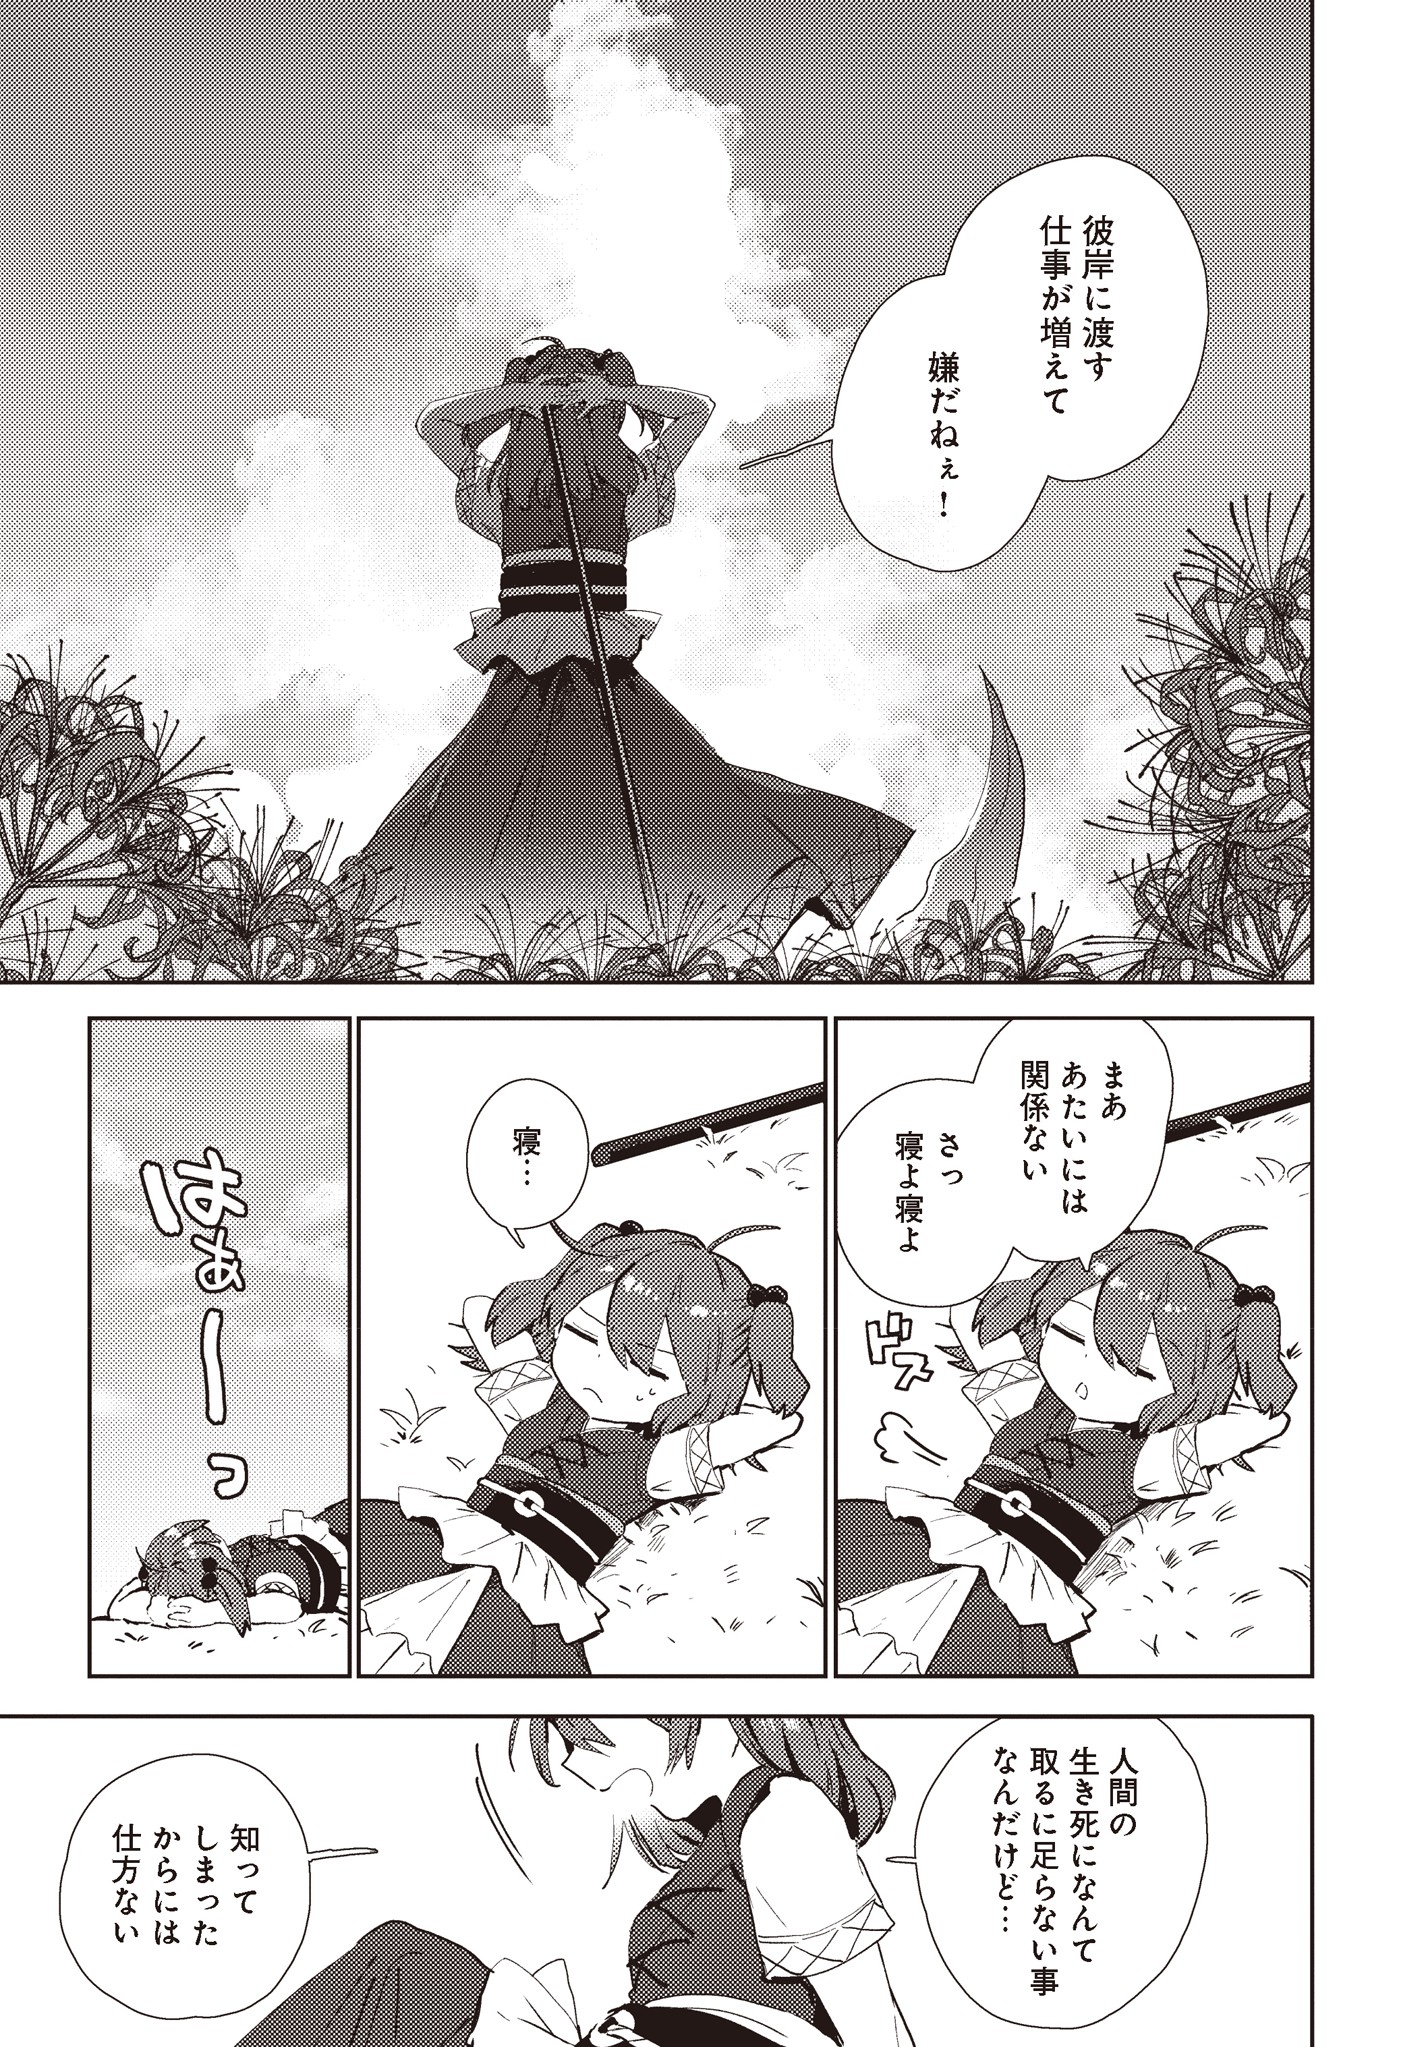 彼岸に渡す
仕事が増えて
嫌だねぇ!
まあ
あたいには
関係ない
さっ
寝よ寝よ
ドスッ
寝…
はぁーっ
人間の
生き死になんて
取るに足らない事
なんだけど…
知って
しまった
からには
仕方ない